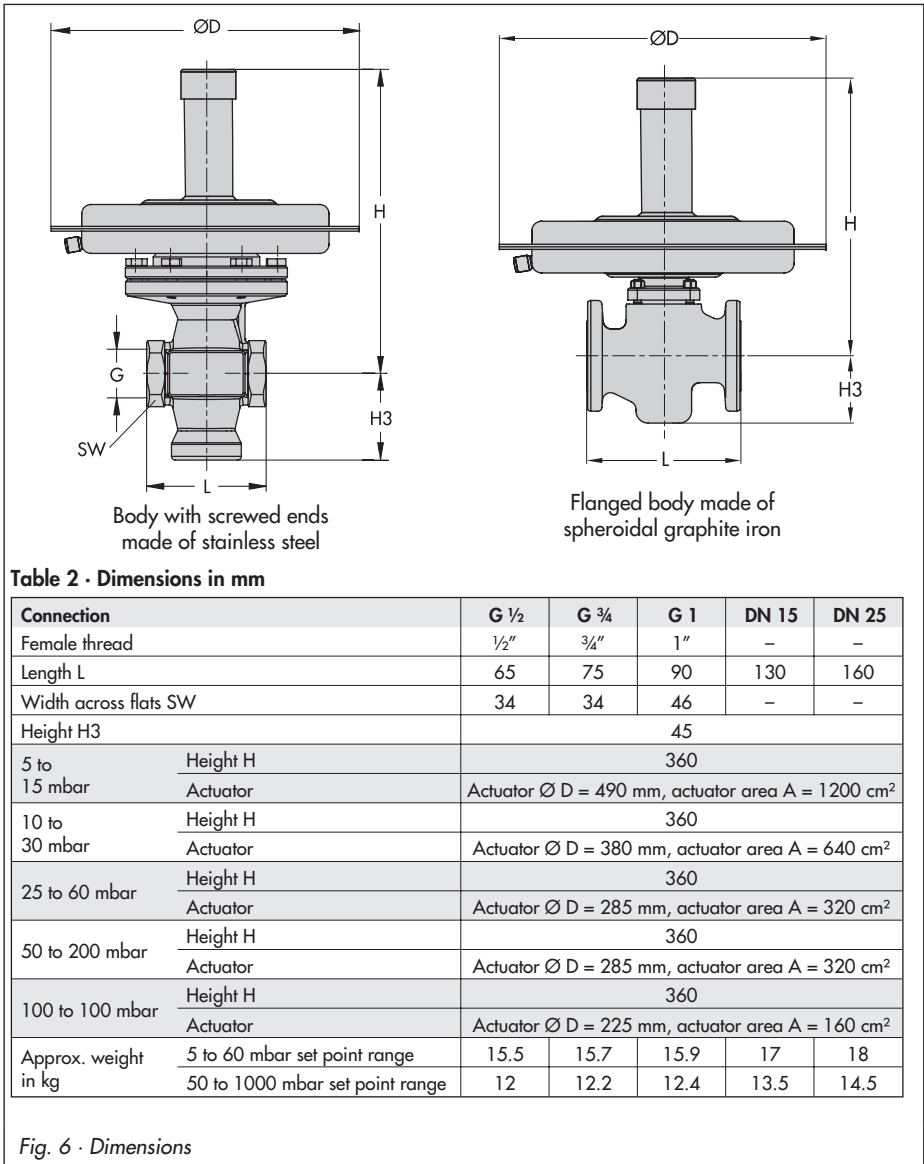 ØD
ØD
H
H
G
H3
H3
SW
L
L
Body with screwed ends
made of stainless steel
Flanged body made of
spheroidal graphite iron
Table 2 · Dimensions in mm
Connection G ½ G ¾ G 1 DN 15 DN 25
Female thread ½" ¾" 1" – –
Length L 65 75 90 130 160
Width across flats SW 34 34 46 – –
Height H3 45
5 to
15 mbar
Height H 360
Actuator Actuator Ø D = 490 mm, actuator area A = 1200 cm²
10 to
30 mbar
Height H 360
Actuator Actuator Ø D = 380 mm, actuator area A = 640 cm²
25 to 60 mbar
Height H 360
Actuator Actuator Ø D = 285 mm, actuator area A = 320 cm²
50 to 200 mbar
Height H 360
Actuator Actuator Ø D = 285 mm, actuator area A = 320 cm²
100 to 100 mbar
Height H 360
Actuator Actuator Ø D = 225 mm, actuator area A = 160 cm²
Approx. weight
in kg
5 to 60 mbar set point range 15.5 15.7 15.9 17 18
50 to 1000 mbar set point range 12 12.2 12.4 13.5 14.5
Fig. 6 · Dimensions